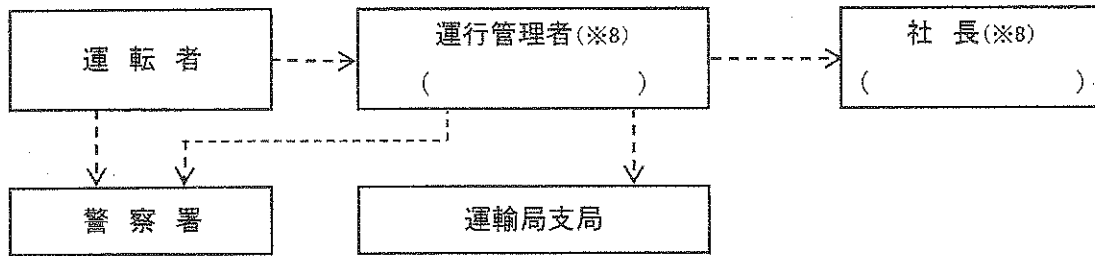 運転者
運行管理者(※8)
(　　　　　)
社長(※8)
(　　　　　)
警察署
運輸局支局